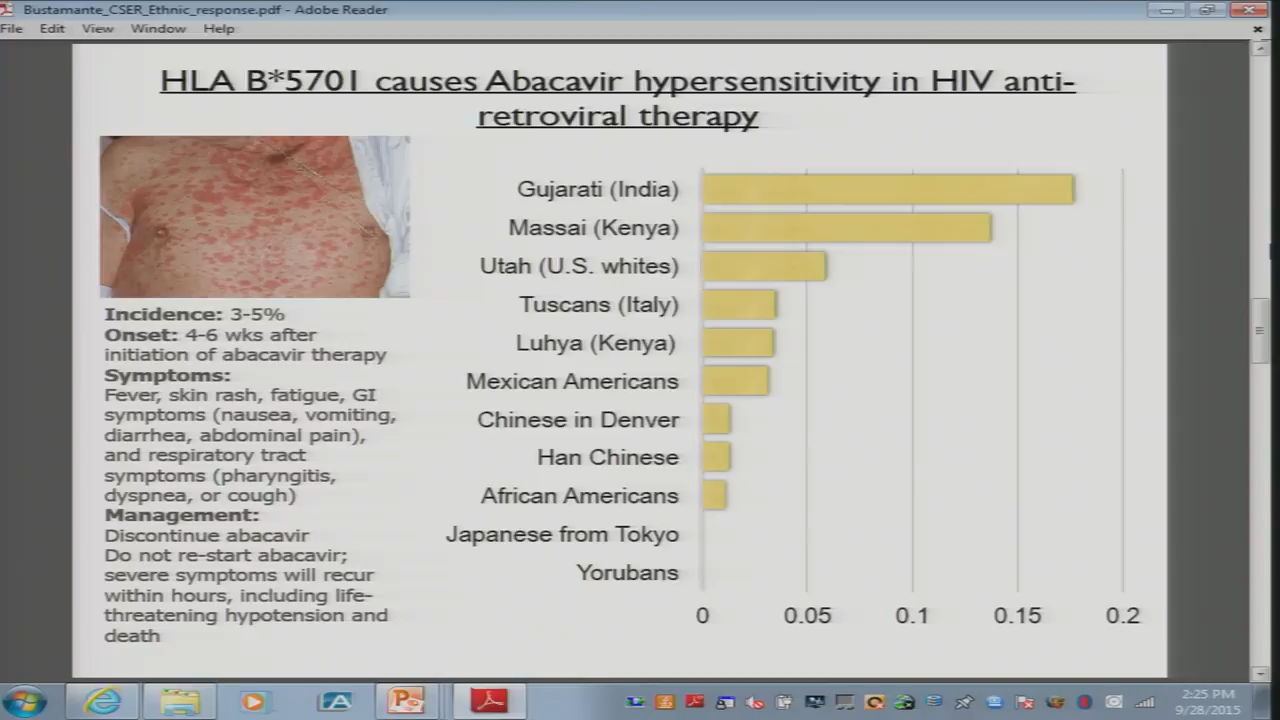 Bustamante_CSER_Ethnic_response.pdf - Adobe Reader
File Edit View Window Help
HLA B*5701 causes Abacavir hypersensitivity in HIV anti-
retroviral therapy
Incidence: 3-5%
Onset: 4-6 wks after
initiation of abacavir therapy
Symptoms:
Fever, skin rash, fatigue, GI
symptoms (nausea, vomiting,
diarrhea, abdominal pain),
and respiratory tract
symptoms (pharyngitis,
dyspnea, or cough)
Management:
Discontinue abacavir
Do not re-start abacavir;
severe symptoms will recur
within hours, including life-
threatening hypotension and
death
Gujarati (India)
Massai (Kenya)
Utah (U.S. whites)
Tuscans (Italy)
Luhya (Kenya)
Mexican Americans
Chinese in Denver
Han Chinese
African Americans
Japanese from Tokyo
Yorubans
0 0.05 0.1 0.15 0.2
2:25 PM
9/28/2015